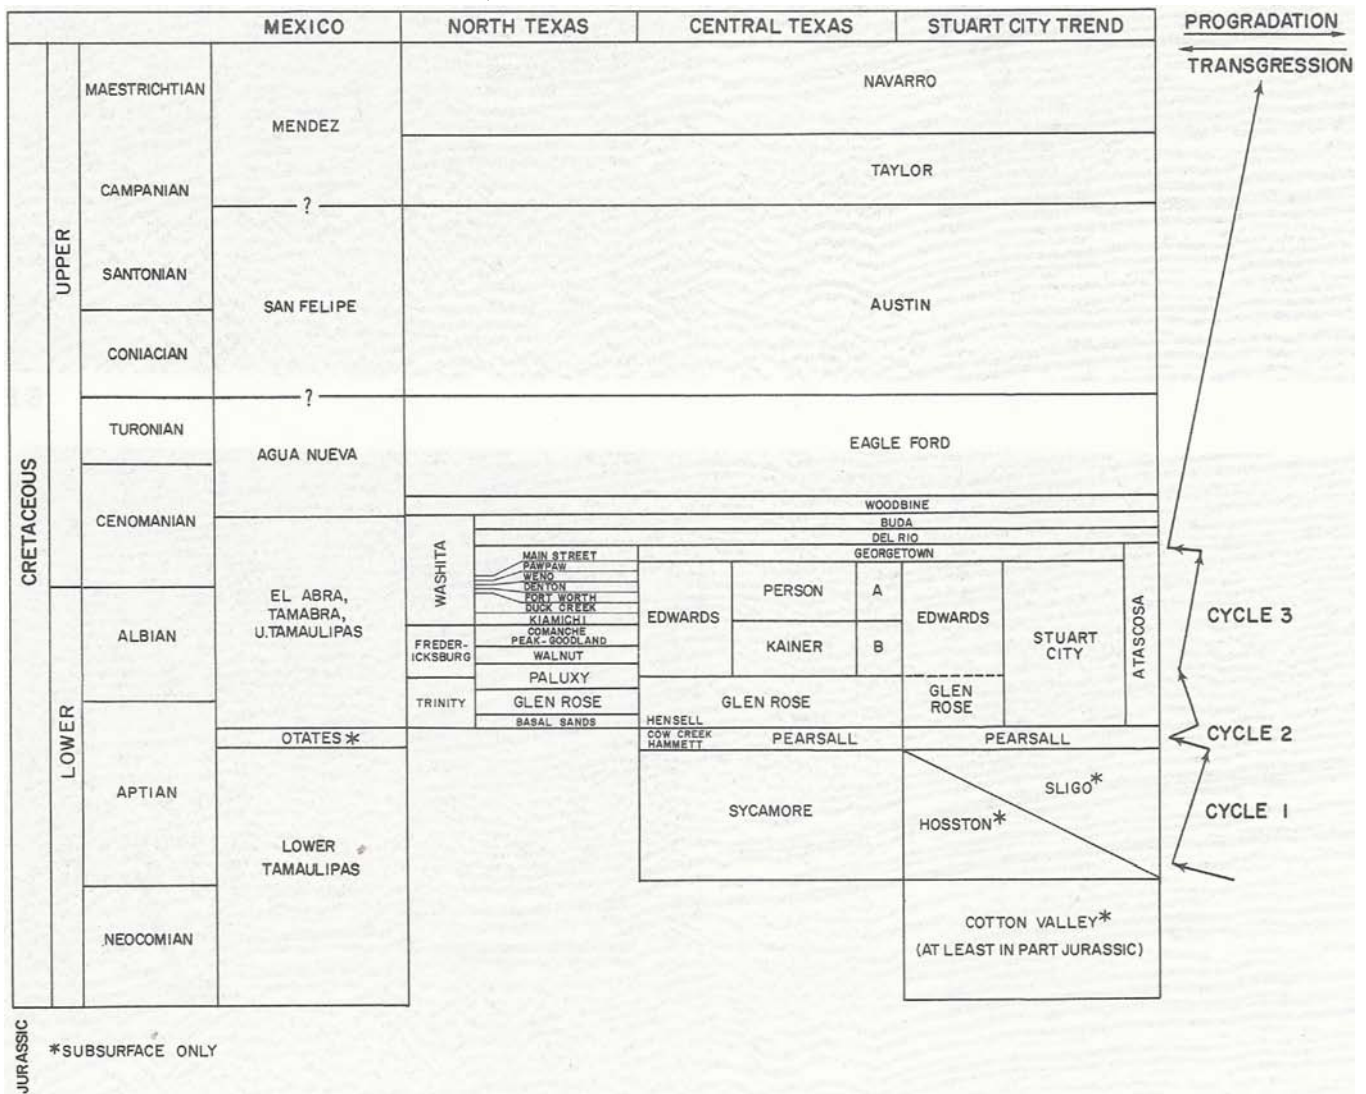 MEXICO
NORTH TEXAS
CENTRAL TEXAS
STUART CITY TREND
PROGRADATION
TRANSGRESSION
CRETACEOUS
UPPER
LOWER
JURASSIC
MAESTRICHTIAN
CAMPANIAN
SANTONIAN
CONIACIAN
TURONIAN
CENOMANIAN
ALBIAN
APTIAN
NEOCOMIAN
MENDEZ
?
SAN FELIPE
?
AGUA NUEVA
EL ABRA,
TAMABRA,
U.TAMAULIPAS
OTATES*
LOWER
TAMAULIPAS
NAVARRO
TAYLOR
AUSTIN
EAGLE FORD
WOODBINE
BUDA
DEL RIO
GEORGETOWN
WASHITA
FREDER-
ICKSBURG
TRINITY
MAIN STREET
PAWPAW
WENO
DENTON
FORT WORTH
DUCK CREEK
KIAMICHI
COMANCHE
PEAK-GOODLAND
WALNUT
PALUXY
GLEN ROSE
BASAL SANDS
EDWARDS
PERSON
A
KAINER
B
GLEN ROSE
HENSELL
COW CREEK
HAMMETT
PEARSALL
SYCAMORE
EDWARDS
GLEN
ROSE
STUART
CITY
ATASCOSA
PEARSALL
SLIGO*
HOSSTON*
COTTON VALLEY*
(AT LEAST IN PART JURASSIC)
CYCLE 3
CYCLE 2
CYCLE 1
*SUBSURFACE ONLY